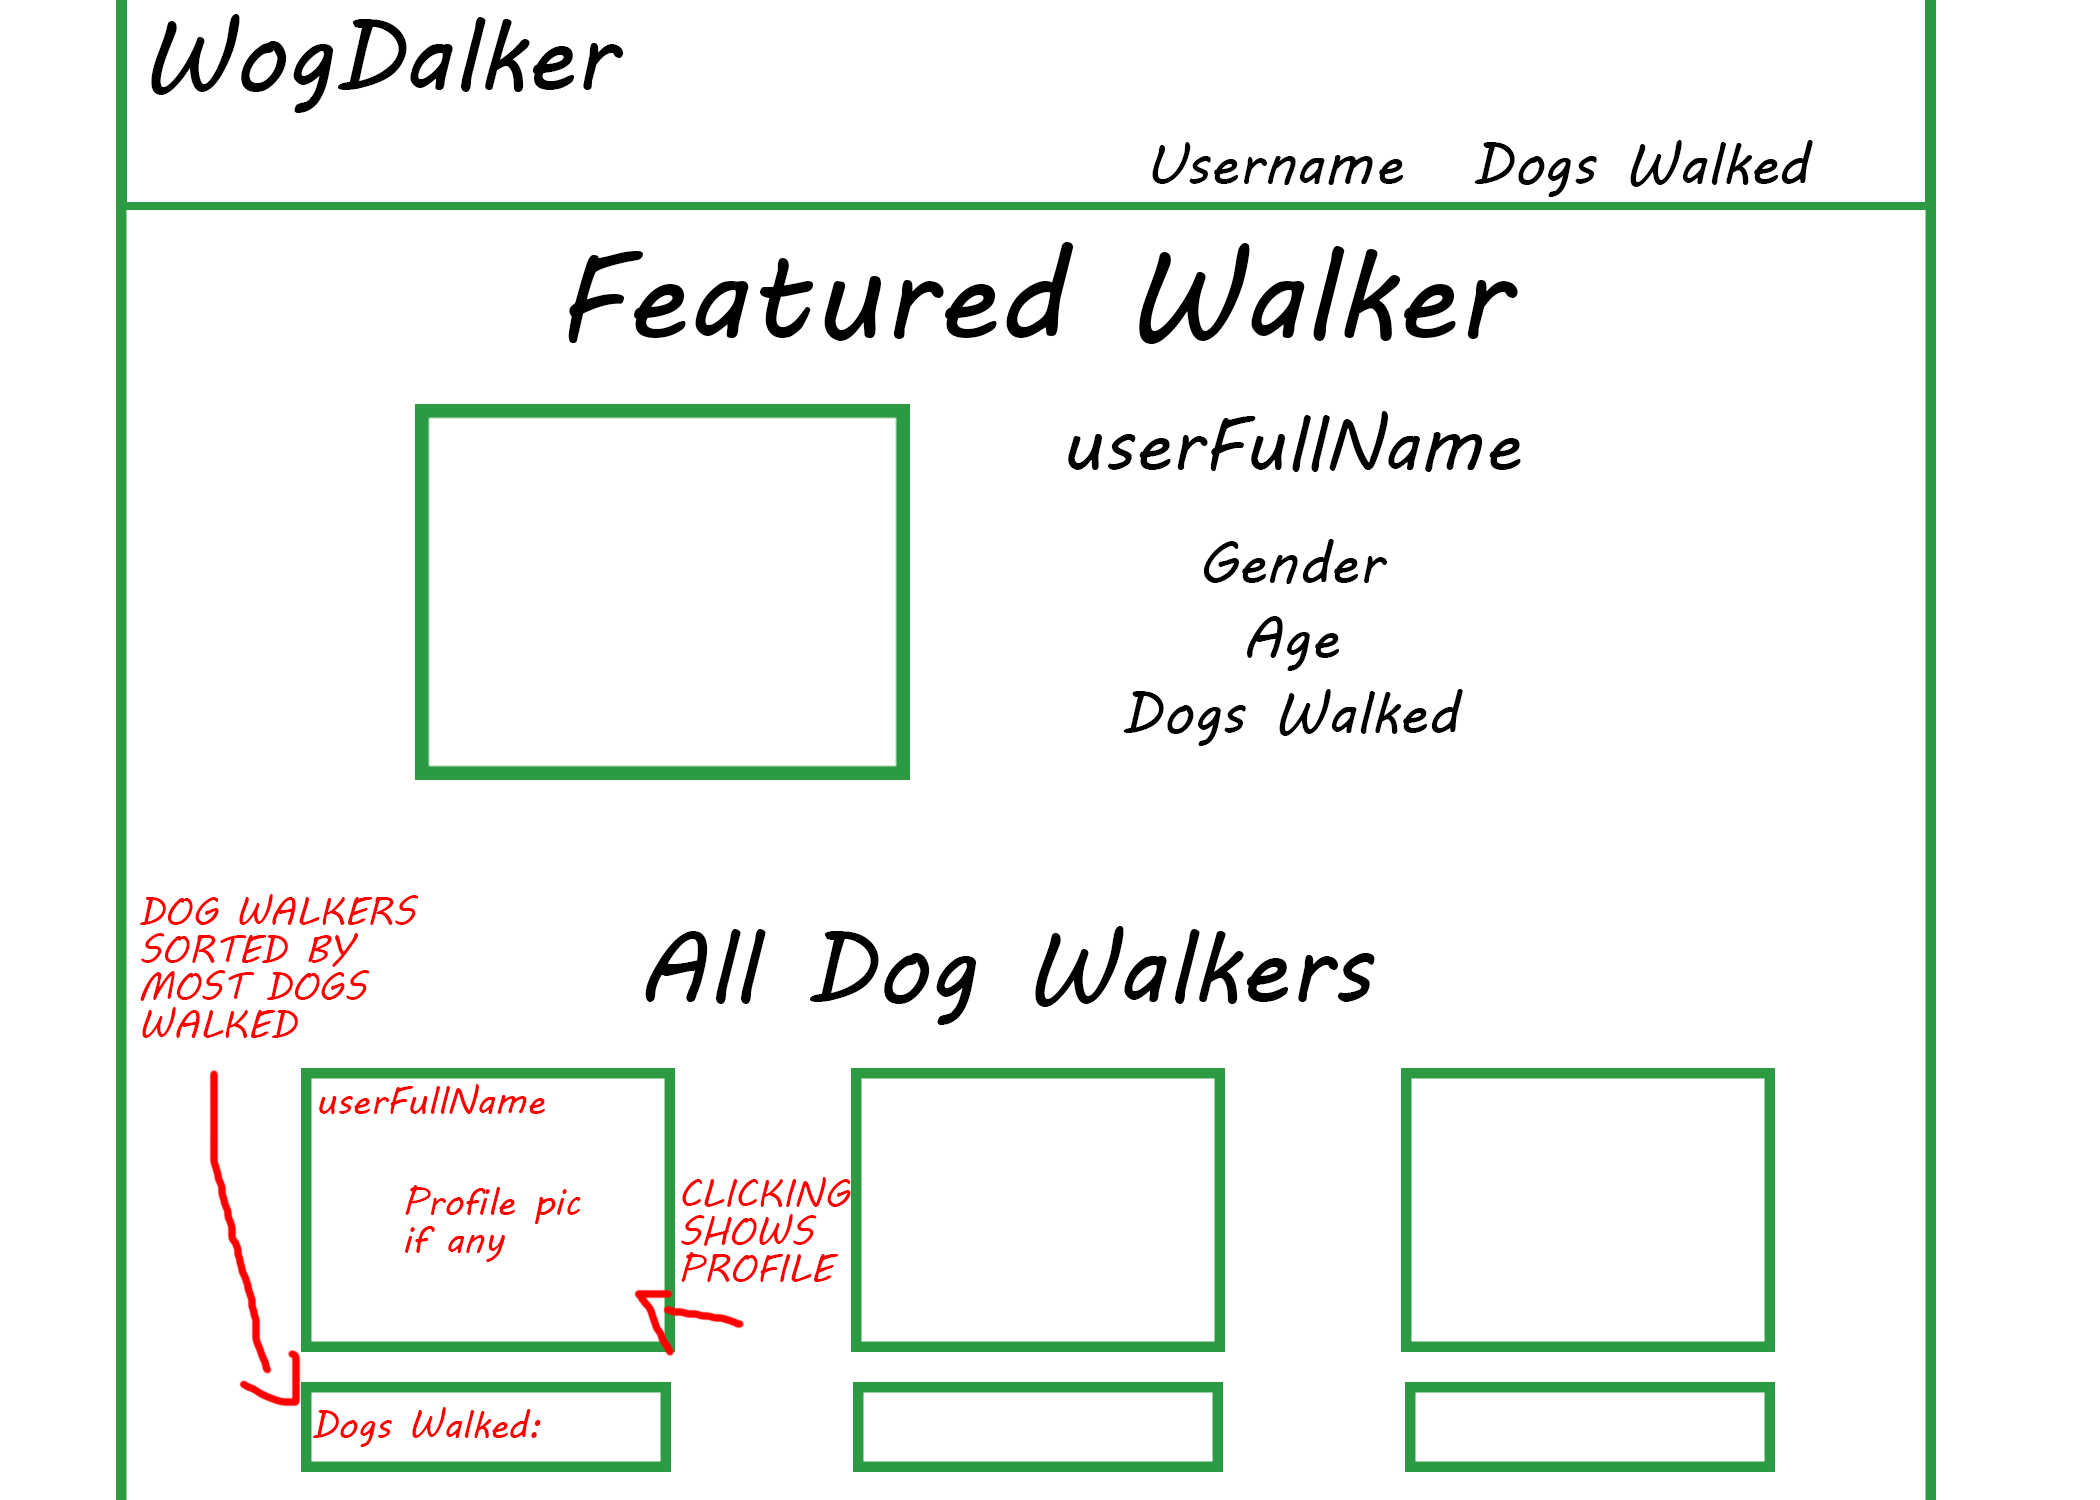 WogDalker
Username Dogs Walked
Featured Walker
userFullName
Gender
Age
Dogs Walked
DOG WALKERS
SORTED BY
MOST DOGS
WALKED
All Dog Walkers
userFullName
Profile pic
if any
CLICKING
SHOWS
PROFILE
Dogs Walked: